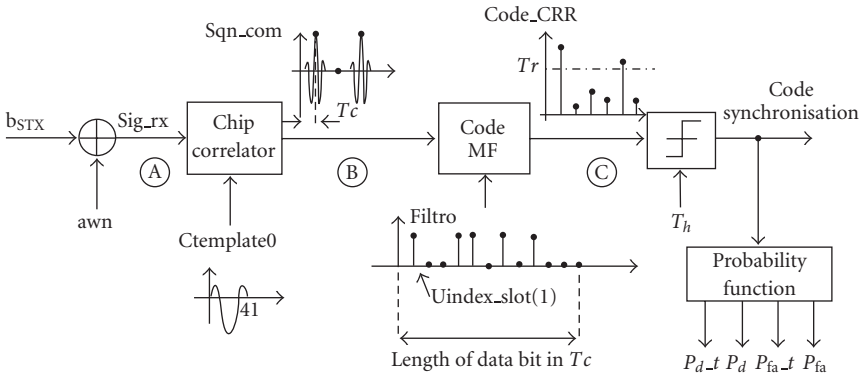 Code_CRR
Sqn_com
Tr
Code
synchronisation
Tc
b_STX
Sig_rx
Chip
correlator
Code
MF
A
B
C
awn
Filtro
T_h
Ctemplate0
Probability
function
41
Uindex_slot(1)
Length of data bit in Tc
P_d_t P_d P_fa_t P_fa